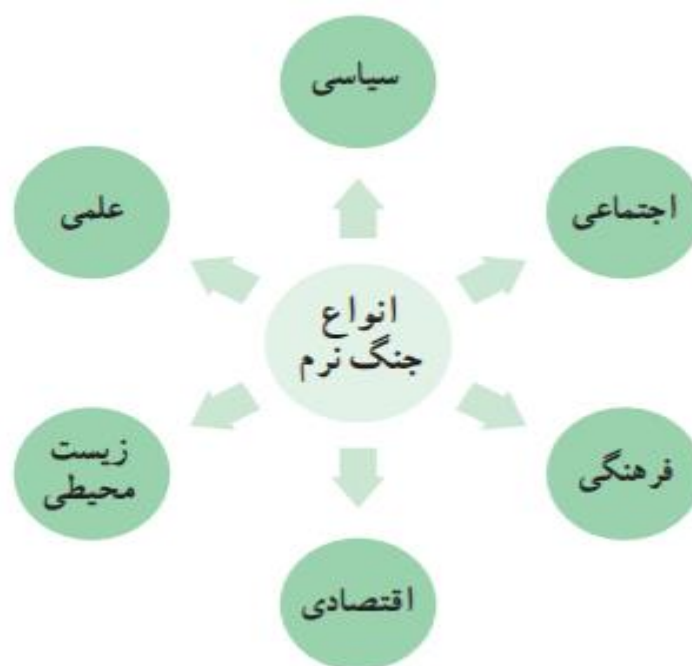 سیاسی
اجتماعی
علمی
انواع
جنگ نرم
فرهنگی
زیست
محیطی
اقتصادی